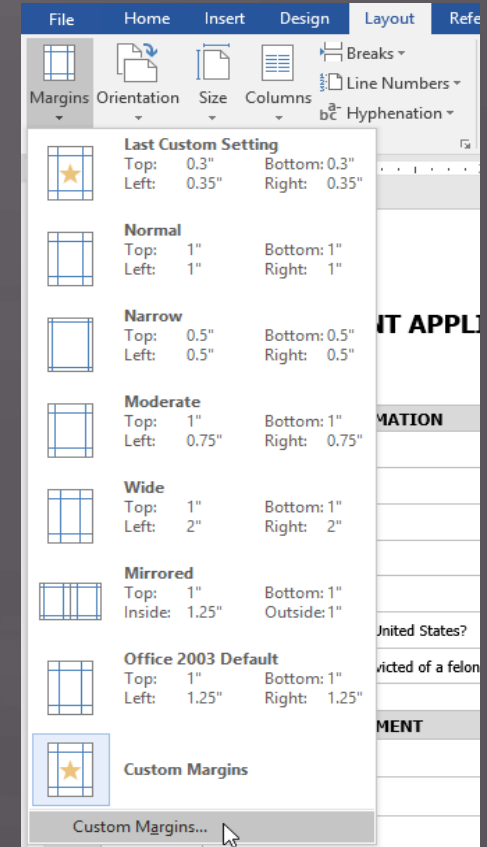 File Home Insert Design Layout Refe
Breaks
Line Numbers
Margins Orientation Size Columns
Hyphenation
Last Custom Setting
Top: 0.3" Bottom: 0.3"
Left: 0.35" Right: 0.35"
Normal
Top: 1" Bottom: 1"
Left: 1" Right: 1"
Narrow
Top: 0.5" Bottom: 0.5"
Left: 0.5" Right: 0.5"
Moderate
Top: 1" Bottom: 1"
Left: 0.75" Right: 0.75"
Wide
Top: 1" Bottom: 1"
Left: 2" Right: 2"
Mirrored
Top: 1" Bottom: 1"
Inside: 1.25" Outside: 1"
Office 2003 Default
Top: 1" Bottom: 1"
Left: 1.25" Right: 1.25"
Custom Margins
Custom Margins...
NT APPLI
MATION
United States?
victed of a felon
MENT